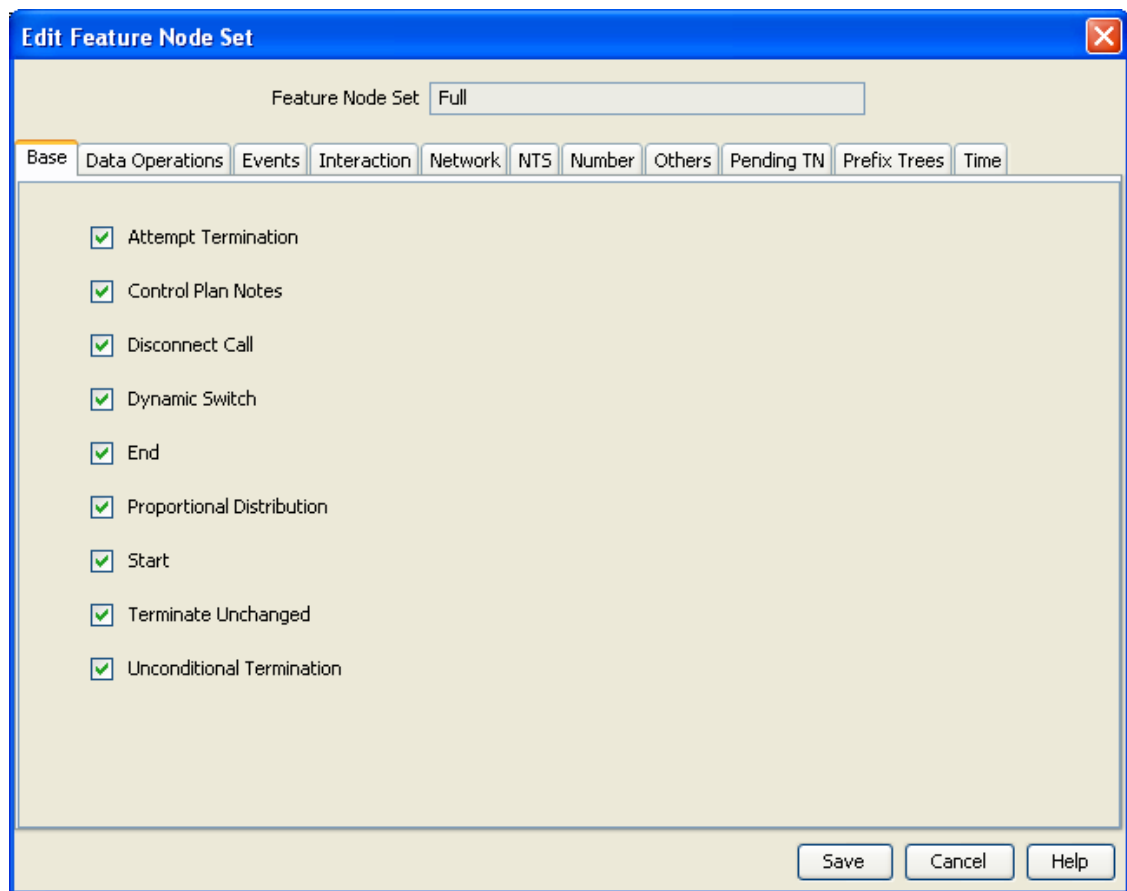 Edit Feature Node Set
Feature Node Set Full
Base Data Operations Events Interaction Network NTS Number Others Pending TN Prefix Trees Time
Attempt Termination
Control Plan Notes
Disconnect Call
Dynamic Switch
End
Proportional Distribution
Start
Terminate Unchanged
Unconditional Termination
Save Cancel Help